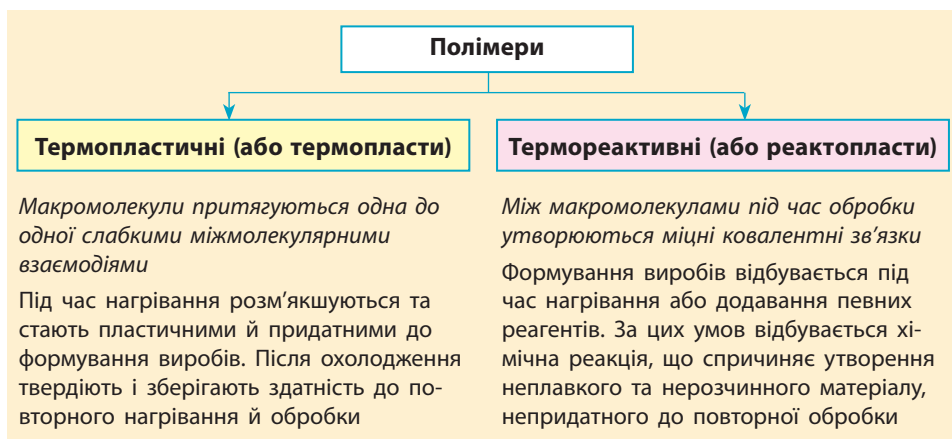 Полімери
Термопластичні (або термопласти)
Макромолекули притягуються одна до
одної слабкими міжмолекулярними
взаємодіями
Під час нагрівання розм’якшуються та
стають пластичними й придатними до
формування виробів. Після охолодження
твердіють і зберігають здатність до по-
вторного нагрівання й обробки
Термореактивні (або реактопласти)
Між макромолекулами під час обробки
утворюються міцні ковалентні зв’язки
Формування виробів відбувається під
час нагрівання або додавання певних
реагентів. За цих умов відбувається хі-
мічна реакція, що спричиняє утворення
неплавкого та нерозчинного матеріалу,
непридатного до повторної обробки